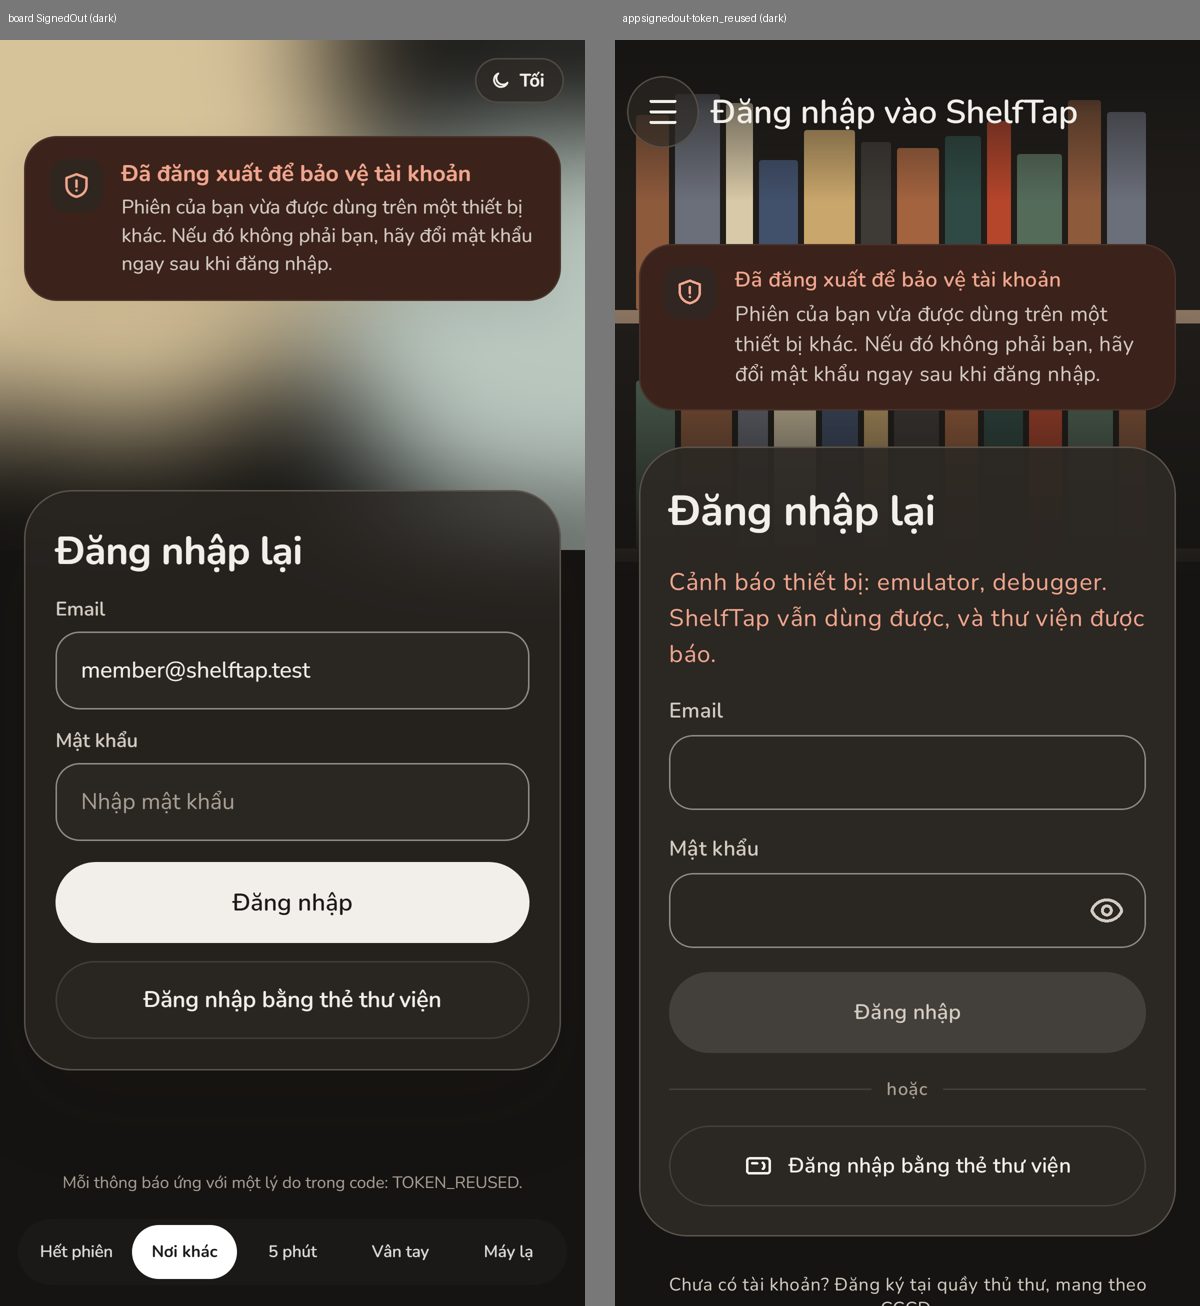 board SignedOut (dark)
Tối
Đã đăng xuất để bảo vệ tài khoản
Phiên của bạn vừa được dùng trên một thiết bị
khác. Nếu đó không phải bạn, hãy đổi mật khẩu
ngay sau khi đăng nhập.
Đăng nhập lại
Email
member@shelftap.test
Mật khẩu
Nhập mật khẩu
Đăng nhập
Đăng nhập bằng thẻ thư viện
Mỗi thông báo ứng với một lý do trong code: TOKEN_REUSED.
Hết phiên Nơi khác 5 phút Vân tay Máy lạ
app signedout-token_reused (dark)
Đăng nhập vào ShelfTap
Đã đăng xuất để bảo vệ tài khoản
Phiên của bạn vừa được dùng trên một
thiết bị khác. Nếu đó không phải bạn, hãy
đổi mật khẩu ngay sau khi đăng nhập.
Đăng nhập lại
Cảnh báo thiết bị: emulator, debugger.
ShelfTap vẫn dùng được, và thư viện được
báo.
Email
Mật khẩu
Đăng nhập
hoặc
Đăng nhập bằng thẻ thư viện
Chưa có tài khoản? Đăng ký tại quầy thủ thư, mang theo